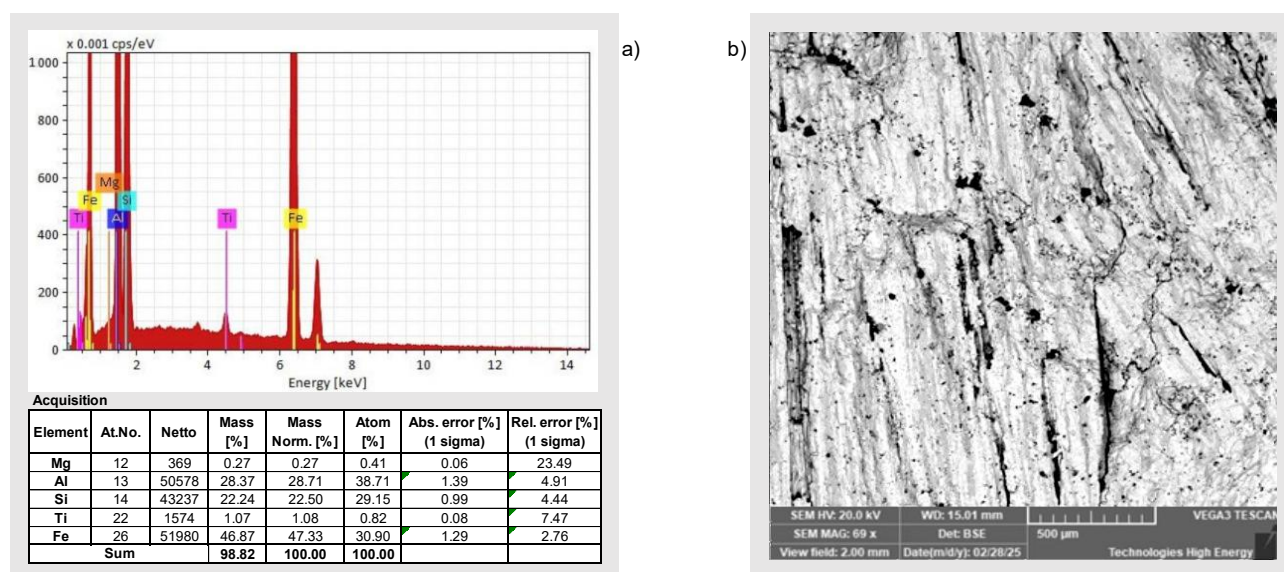 a)
b)
x 0.001 cps/eV
1000
800
600
400
200
0
Mg
Fe
Si
Ti
Al
Ti
Fe
2 4 6 8 10 12 14
Energy [keV]
Acquisition
Element At.No. Netto Mass [%] Mass Norm. [%] Atom [%] Abs. error [%] (1 sigma) Rel. error [%] (1 sigma)
Mg 12 369 0.27 0.27 0.41 0.06 23.49
Al 13 50578 28.37 28.71 38.71 1.39 4.91
Si 14 43237 22.24 22.50 29.15 0.99 4.44
Ti 22 1574 1.07 1.08 0.82 0.08 7.47
Fe 26 51980 46.87 47.33 30.90 1.29 2.76
Sum 98.82 100.00 100.00
SEM HV: 20.0 kV WD: 15.01 mm VEGA3 TESCAN
SEM MAG: 69 x Det: BSE 500 µm
View field: 2.00 mm Date(m/d/y): 02/28/25 Technologies High Energy